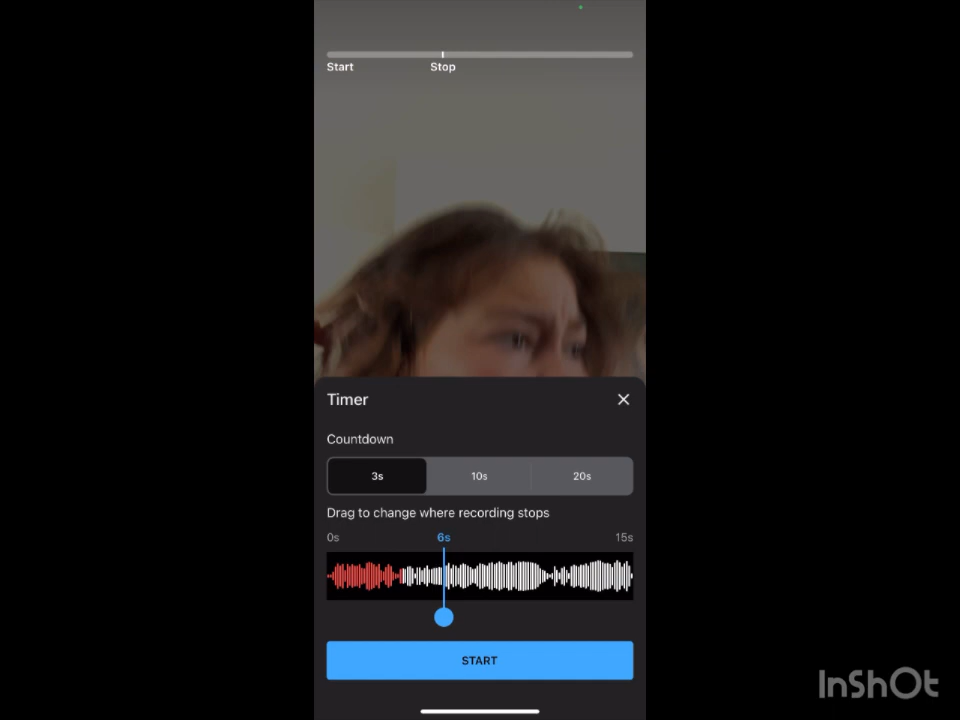 Start Stop
Timer
Countdown
3s 10s 20s
Drag to change where recording stops
0s 6s 15s
START
InShOt